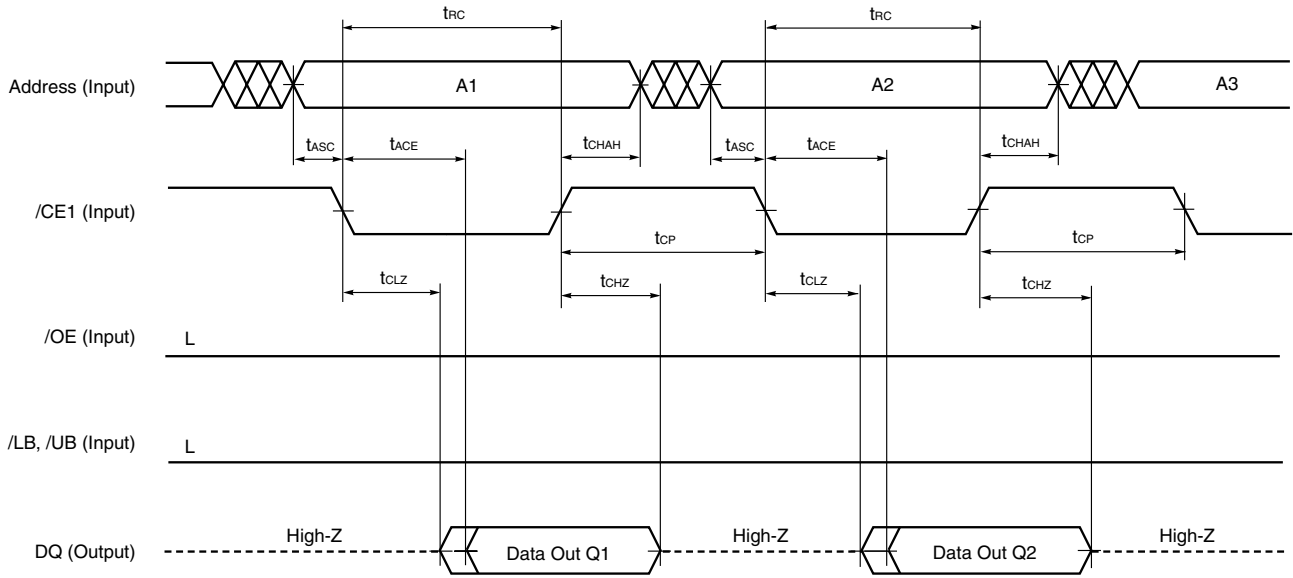 tRC tRC
Address (Input) A1 A2 A3
tASC tACE tCHAH tASC tACE tCHAH
/CE1 (Input)
tCP tCP
tCLZ tCHZ tCLZ tCHZ
/OE (Input) L
/LB, /UB (Input) L
High-Z High-Z High-Z
DQ (Output) Data Out Q1 Data Out Q2